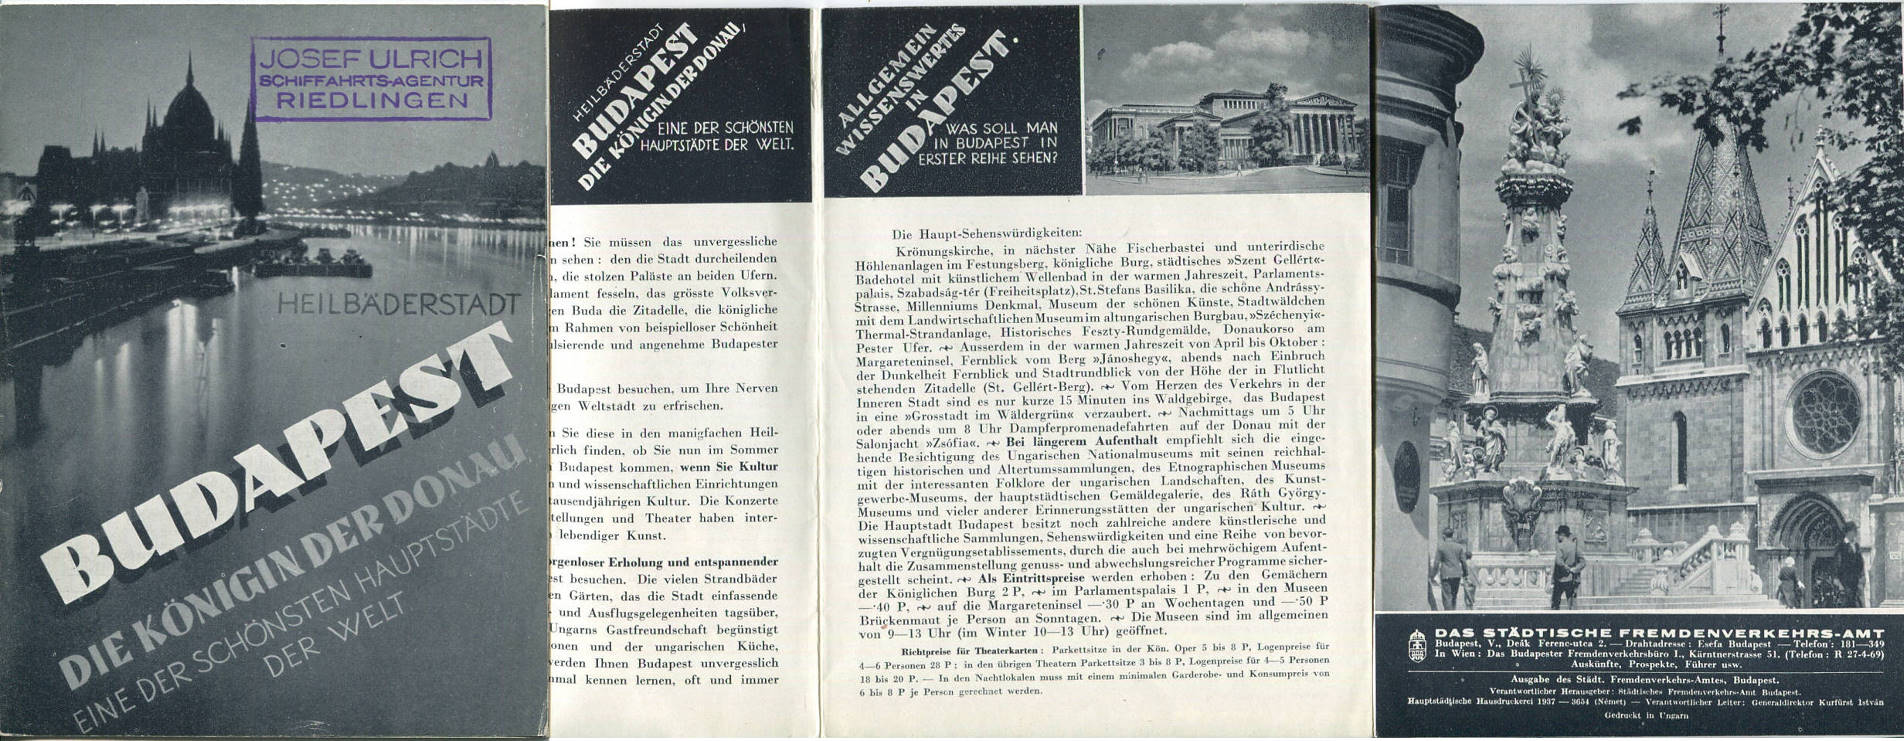 JOSEF ULRICH
SCHIFFAHRTS-AGENTUR
RIEDLINGEN
HEILBÄDERSTADT
BUDAPEST
DIE KÖNIGIN DER DONAU
EINE DER SCHÖNSTEN HAUPTSTÄDTE
DER WELT
HEILBÄDERSTADT
BUDAPEST
DIE KÖNIGIN DER DONAU,
EINE DER SCHÖNSTEN
HAUPTSTÄDTE DER WELT.
nen! Sie müssen das unvergessliche
n sehen: den die Stadt durcheilenden
, die stolzen Paläste an beiden Ufern.
lament fesseln, das grösste Volksver-
en Buda die Zitadelle, die königliche
n Rahmen von beispielloser Schönheit
lsierende und angenehme Budapester
Budapest besuchen, um Ihre Nerven
gen Weltstadt zu erfrischen.
n Sie diese in den manigfachen Heil-
rlich finden, ob Sie nun im Sommer
Budapest kommen, wenn Sie Kultur
n und wissenschaftlichen Einrichtungen
ausendjährigen Kultur. Die Konzerte
tellungen und Theater haben inter-
lebendiger Kunst.
rgenloser Erholung und entspannender
st besuchen. Die vielen Strandbäder
en Gärten, das die Stadt einfassende
und Ausflugsgelegenheiten tagsüber,
Ungarns Gastfreundschaft begünstigt
onen und der ungarischen Küche,
werden Ihnen Budapest unvergesslich
nmal kennen lernen, oft und immer
ALLGEMEIN
WISSENSWERTES
IN
BUDAPEST.
WAS SOLL MAN
IN BUDAPEST IN
ERSTER REIHE SEHEN?
Die Haupt-Sehenswürdigkeiten:
Krönungskirche, in nächster Nähe Fischerbastei und unterirdische
Höhlenanlagen im Festungsberg, königliche Burg, städtisches »Szent Gellért«-
Badehotel mit künstlichem Wellenbad in der warmen Jahreszeit, Parlaments-
palais, Szabadság-tér (Freiheitsplatz), St. Stefans Basilika, die schöne Andrássy-
Strasse, Millenniums Denkmal, Museum der schönen Künste, Stadtwäldchen
mit dem Landwirtschaftlichen Museum im altungarischen Burgbau, »Széchenyi«-
Thermal-Strandanlage, Historisches Feszty-Rundgemälde, Donaukorso am
Pester Ufer. Ausserdem in der warmen Jahreszeit von April bis Oktober:
Margareteninsel, Fernblick vom Berg »Jánoshegy«, abends nach Einbruch
der Dunkelheit Fernblick und Stadtrundblick von der Höhe der in Flutlicht
stehenden Zitadelle (St. Gellért-Berg). Vom Herzen des Verkehrs in der
Inneren Stadt sind es nur kurze 15 Minuten ins Waldgebirge, das Budapest
in eine »Grosstadt im Wäldergrün« verzaubert. Nachmittags um 5 Uhr
oder abends um 8 Uhr Dampferpromenadefahrten auf der Donau mit der
Salonjacht »Zsófia«. Bei längerem Aufenthalt empfiehlt sich die einge-
hende Besichtigung des Ungarischen Nationalmuseums mit seinen reichhal-
tigen historischen und Altertumssammlungen, des Etnographischen Museums
mit der interessanten Folklore der ungarischen Landschaften, des Kunst-
gewerbe-Museums, der hauptstädtischen Gemäldegalerie, des Ráth György-
Museums und vieler anderer Erinnerungsstätten der ungarischen Kultur.
Die Hauptstadt Budapest besitzt noch zahlreiche andere künstlerische und
wissenschaftliche Sammlungen, Sehenswürdigkeiten und eine Reihe von bevor-
zugten Vergnügungsetablissements, durch die auch bei mehrwöchigem Aufent-
halt die Zusammenstellung genuss- und abwechslungsreicher Programme sicher-
gestellt scheint. Als Eintrittspreise werden erhoben: Zu den Gemächern
der Königlichen Burg 2 P, im Parlamentspalais 1 P, in den Museen
—·40 P, auf die Margareteninsel —·30 P an Wochentagen und —·50 P
Brückenmaut je Person an Sonntagen. Die Museen sind im allgemeinen
von 9—13 Uhr (im Winter 10—13 Uhr) geöffnet.
Richtpreise für Theaterkarten: Parkettsitze in der Kön. Oper 5 bis 8 P, Logenpreise für
4—6 Personen 28 P; in den übrigen Theatern Parkettsitze 3 bis 8 P, Logenpreise für 4—5 Personen
18 bis 20 P. — In den Nachtlokalen muss mit einem minimalen Garderobe- und Konsumpreis von
6 bis 8 P je Person gerechnet werden.
DAS STÄDTISCHE FREMDENVERKEHRS-AMT
Budapest, V., Deák Ferenc-utca 2. — Drahtadresse: Esefa Budapest — Telefon: 181—349
In Wien: Das Budapester Fremdenverkehrsbüro I., Kärntnerstrasse 51. (Telefon: R 27-4-69)
Auskünfte, Prospekte, Führer usw.
Ausgabe des Städt. Fremdenverkehrs-Amtes, Budapest.
Verantwortlicher Herausgeber: Städtisches Fremdenverkehrs-Amt Budapest.
Hauptstädtische Hausdruckerei 1937 — 3654 (Német) — Verantwortlicher Leiter: Generaldirektor Kurfürst István
Gedruckt in Ungarn